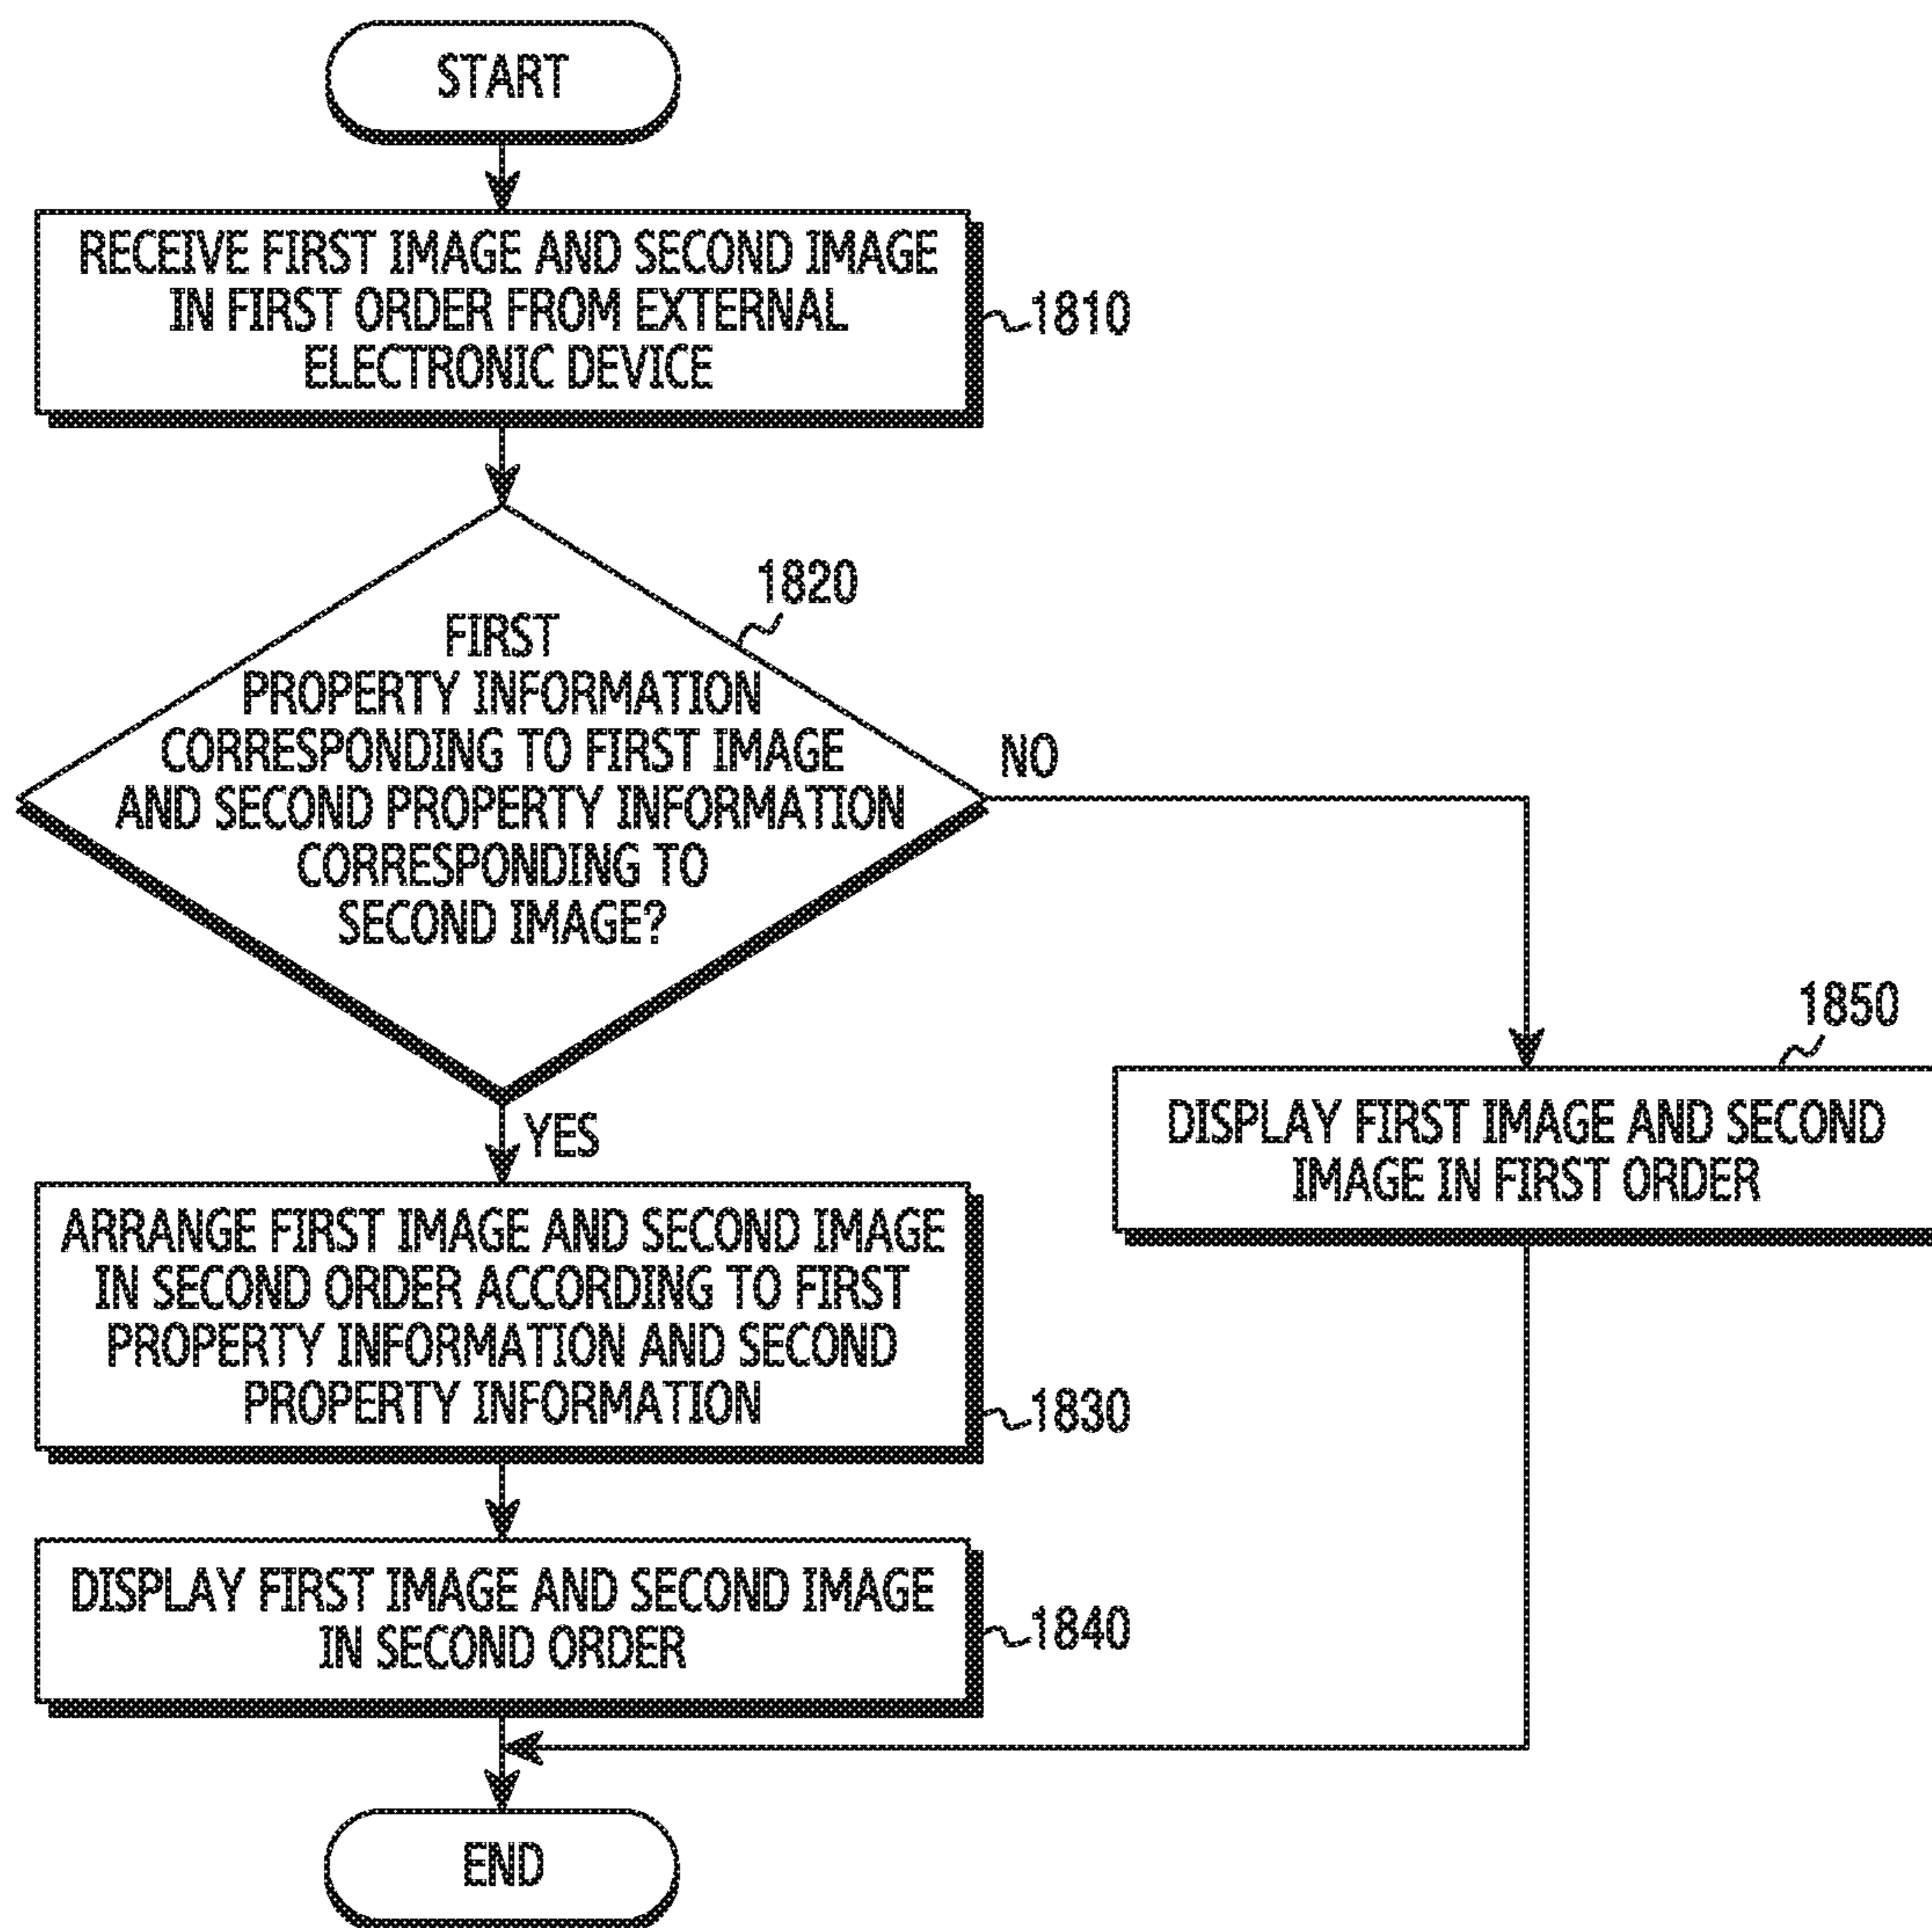 START
RECEIVE FIRST IMAGE AND SECOND IMAGE
IN FIRST ORDER FROM EXTERNAL
ELECTRONIC DEVICE
1810
1820
FIRST
PROPERTY INFORMATION
CORRESPONDING TO FIRST IMAGE
AND SECOND PROPERTY INFORMATION
CORRESPONDING TO
SECOND IMAGE?
NO
YES
1850
DISPLAY FIRST IMAGE AND SECOND
IMAGE IN FIRST ORDER
ARRANGE FIRST IMAGE AND SECOND IMAGE
IN SECOND ORDER ACCORDING TO FIRST
PROPERTY INFORMATION AND SECOND
PROPERTY INFORMATION
1830
DISPLAY FIRST IMAGE AND SECOND IMAGE
IN SECOND ORDER
1840
END